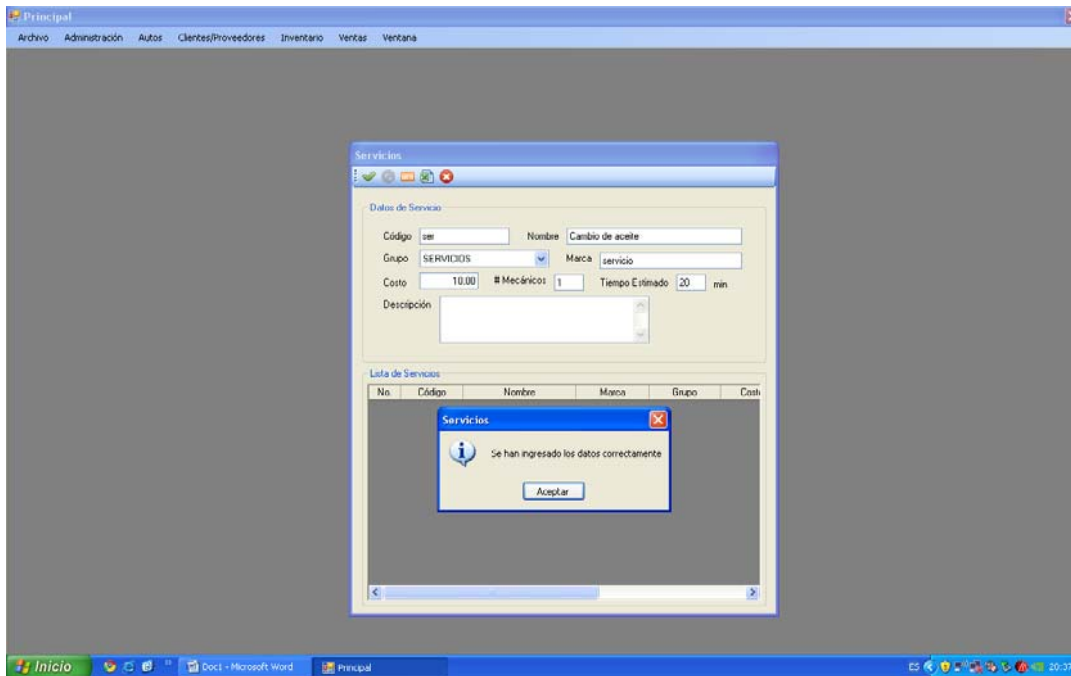 Principal
Archivo Administración Autos Clientes/Proveedores Inventario Ventas Ventana
Servicios
Datos de Servicio
Código ser Nombre Cambio de aceite
Grupo SERVICIOS Marca servicio
Costo 10.00 # Mecánicos 1 Tiempo Estimado 20 min
Descripción
Lista de Servicios
No. Código Nombre Marca Grupo Costo
Servicios
Se han ingresado los datos correctamente
Aceptar
Inicio Doc1 - Microsoft Word Principal ES 20:37